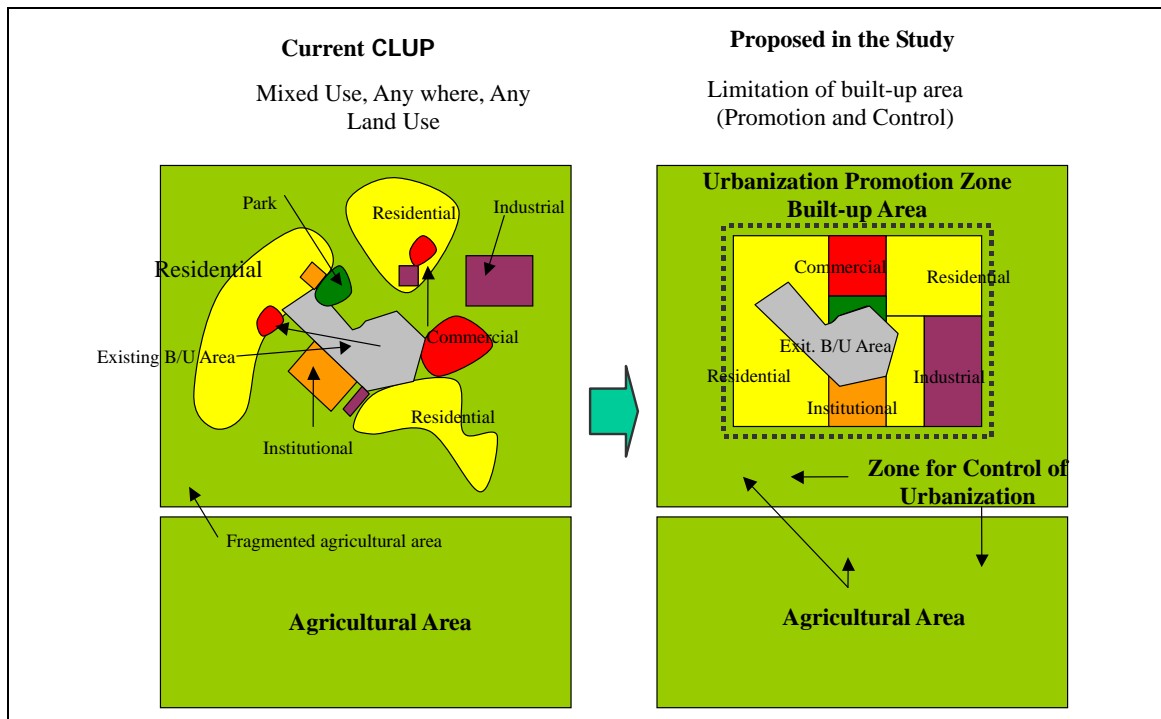 Current CLUP
Mixed Use, Any where, Any
Land Use
Park
Residential
Industrial
Residential
Existing B/U Area
Commercial
Residential
Institutional
Fragmented agricultural area
Agricultural Area
Proposed in the Study
Limitation of built-up area
(Promotion and Control)
Urbanization Promotion Zone
Built-up Area
Commercial
Residential
Exit. B/U Area
Residential
Industrial
Institutional
Zone for Control of
Urbanization
Agricultural Area